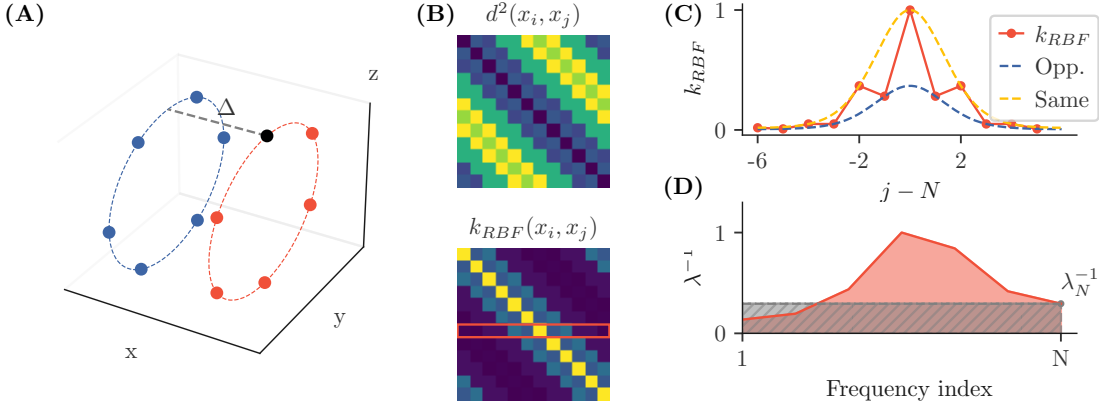 (A)
Δ
z
y
x
(B)
d²(xᵢ, xⱼ)
k_RBF(xᵢ, xⱼ)
(C)
k_RBF
1
0
-6
-2
2
j − N
k_RBF
Opp.
Same
(D)
λ⁻¹
1
0
λ_N⁻¹
1
N
Frequency index